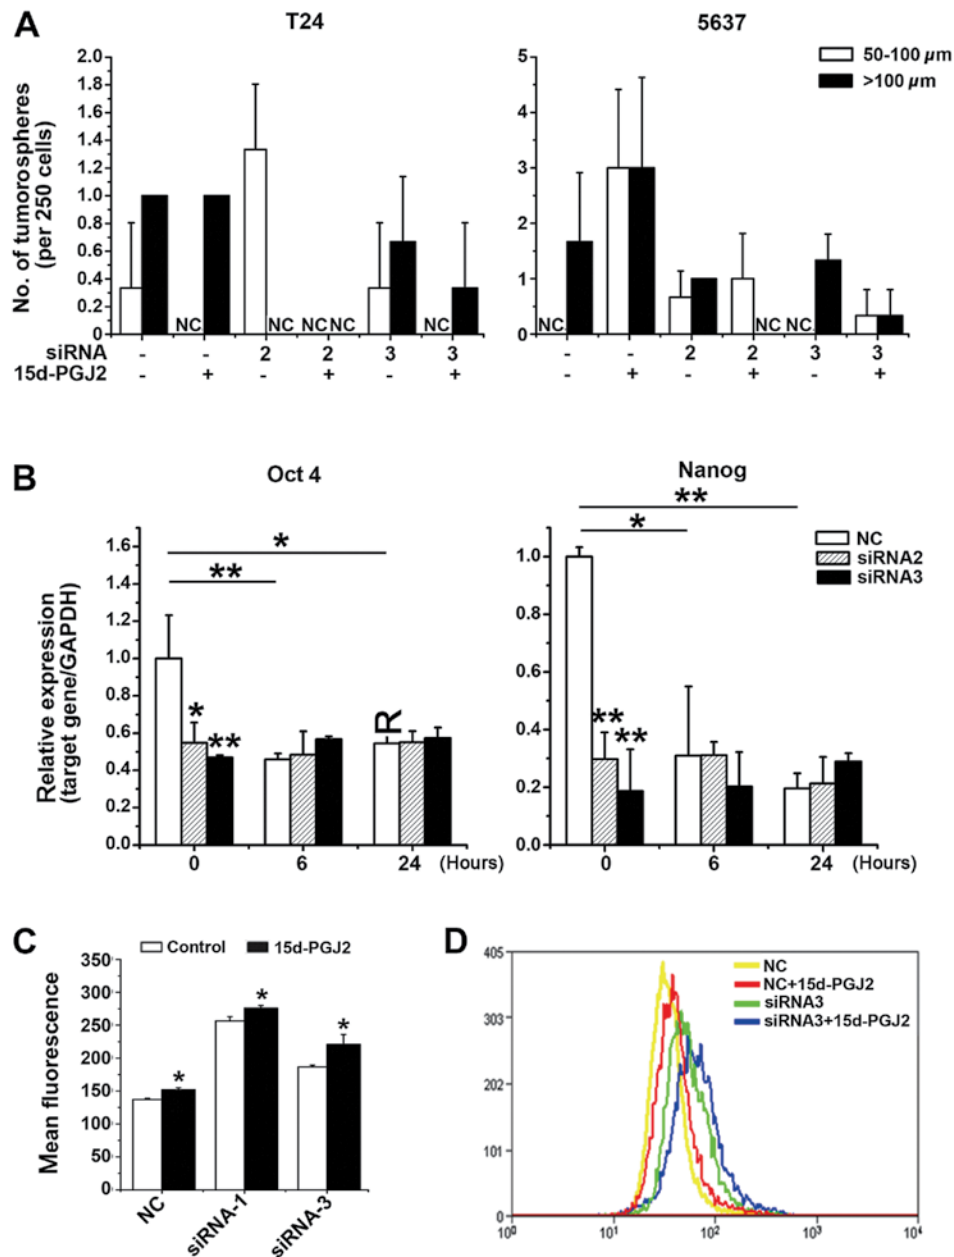 A
T24
5637
50-100 µm
>100 µm
No. of tumorospheres
(per 250 cells)
2.0
1.8
1.6
1.4
1.2
1.0
0.8
0.6
0.4
0.2
0
NC
NC
NC NC
NC
5
4
3
2
1
0
NC
NC
NC
siRNA - - 2 2 3 3
15d-PGJ2 - + - + - +
- - 2 2 3 3
- + - + - +
B
Oct 4
Nanog
NC
siRNA2
siRNA3
Relative expression
(target gene/GAPDH)
1.6
1.4
1.2
1.0
0.8
0.6
0.4
0.2
0.0
*
**
*
**
R
0 6 24 (Hours)
1.0
0.8
0.6
0.4
0.2
0.0
**
*
**
**
0 6 24 (Hours)
C
Control 15d-PGJ2
Mean fluorescence
350
300
250
200
150
100
50
0
*
*
*
NC
siRNA-1
siRNA-3
D
405
303
202
101
0
NC
NC+15d-PGJ2
siRNA3
siRNA3+15d-PGJ2
10⁰ 10¹ 10² 10³ 10⁴